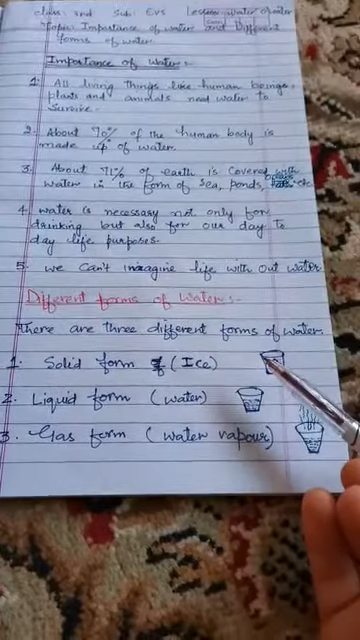 class: 2nd Sub: EVS Lesson: water
Topic: Importance of water and Different
forms of water.
Importance of Water:-
1. All living things like human beings,
plants and animals need water to
Survive.
2. About 70% of the human body is
made up of water.
3. About 71% of earth is covered with
water in the form of sea, ponds, etc
4. water is necessary not only for
drinking but also for our day to
day life purposes.
5. we can't imagine life with out water.
Different forms of Water:-
There are three different forms of water.
1. Solid form (Ice)
2. Liquid form (water)
3. Gas form (water vapour)